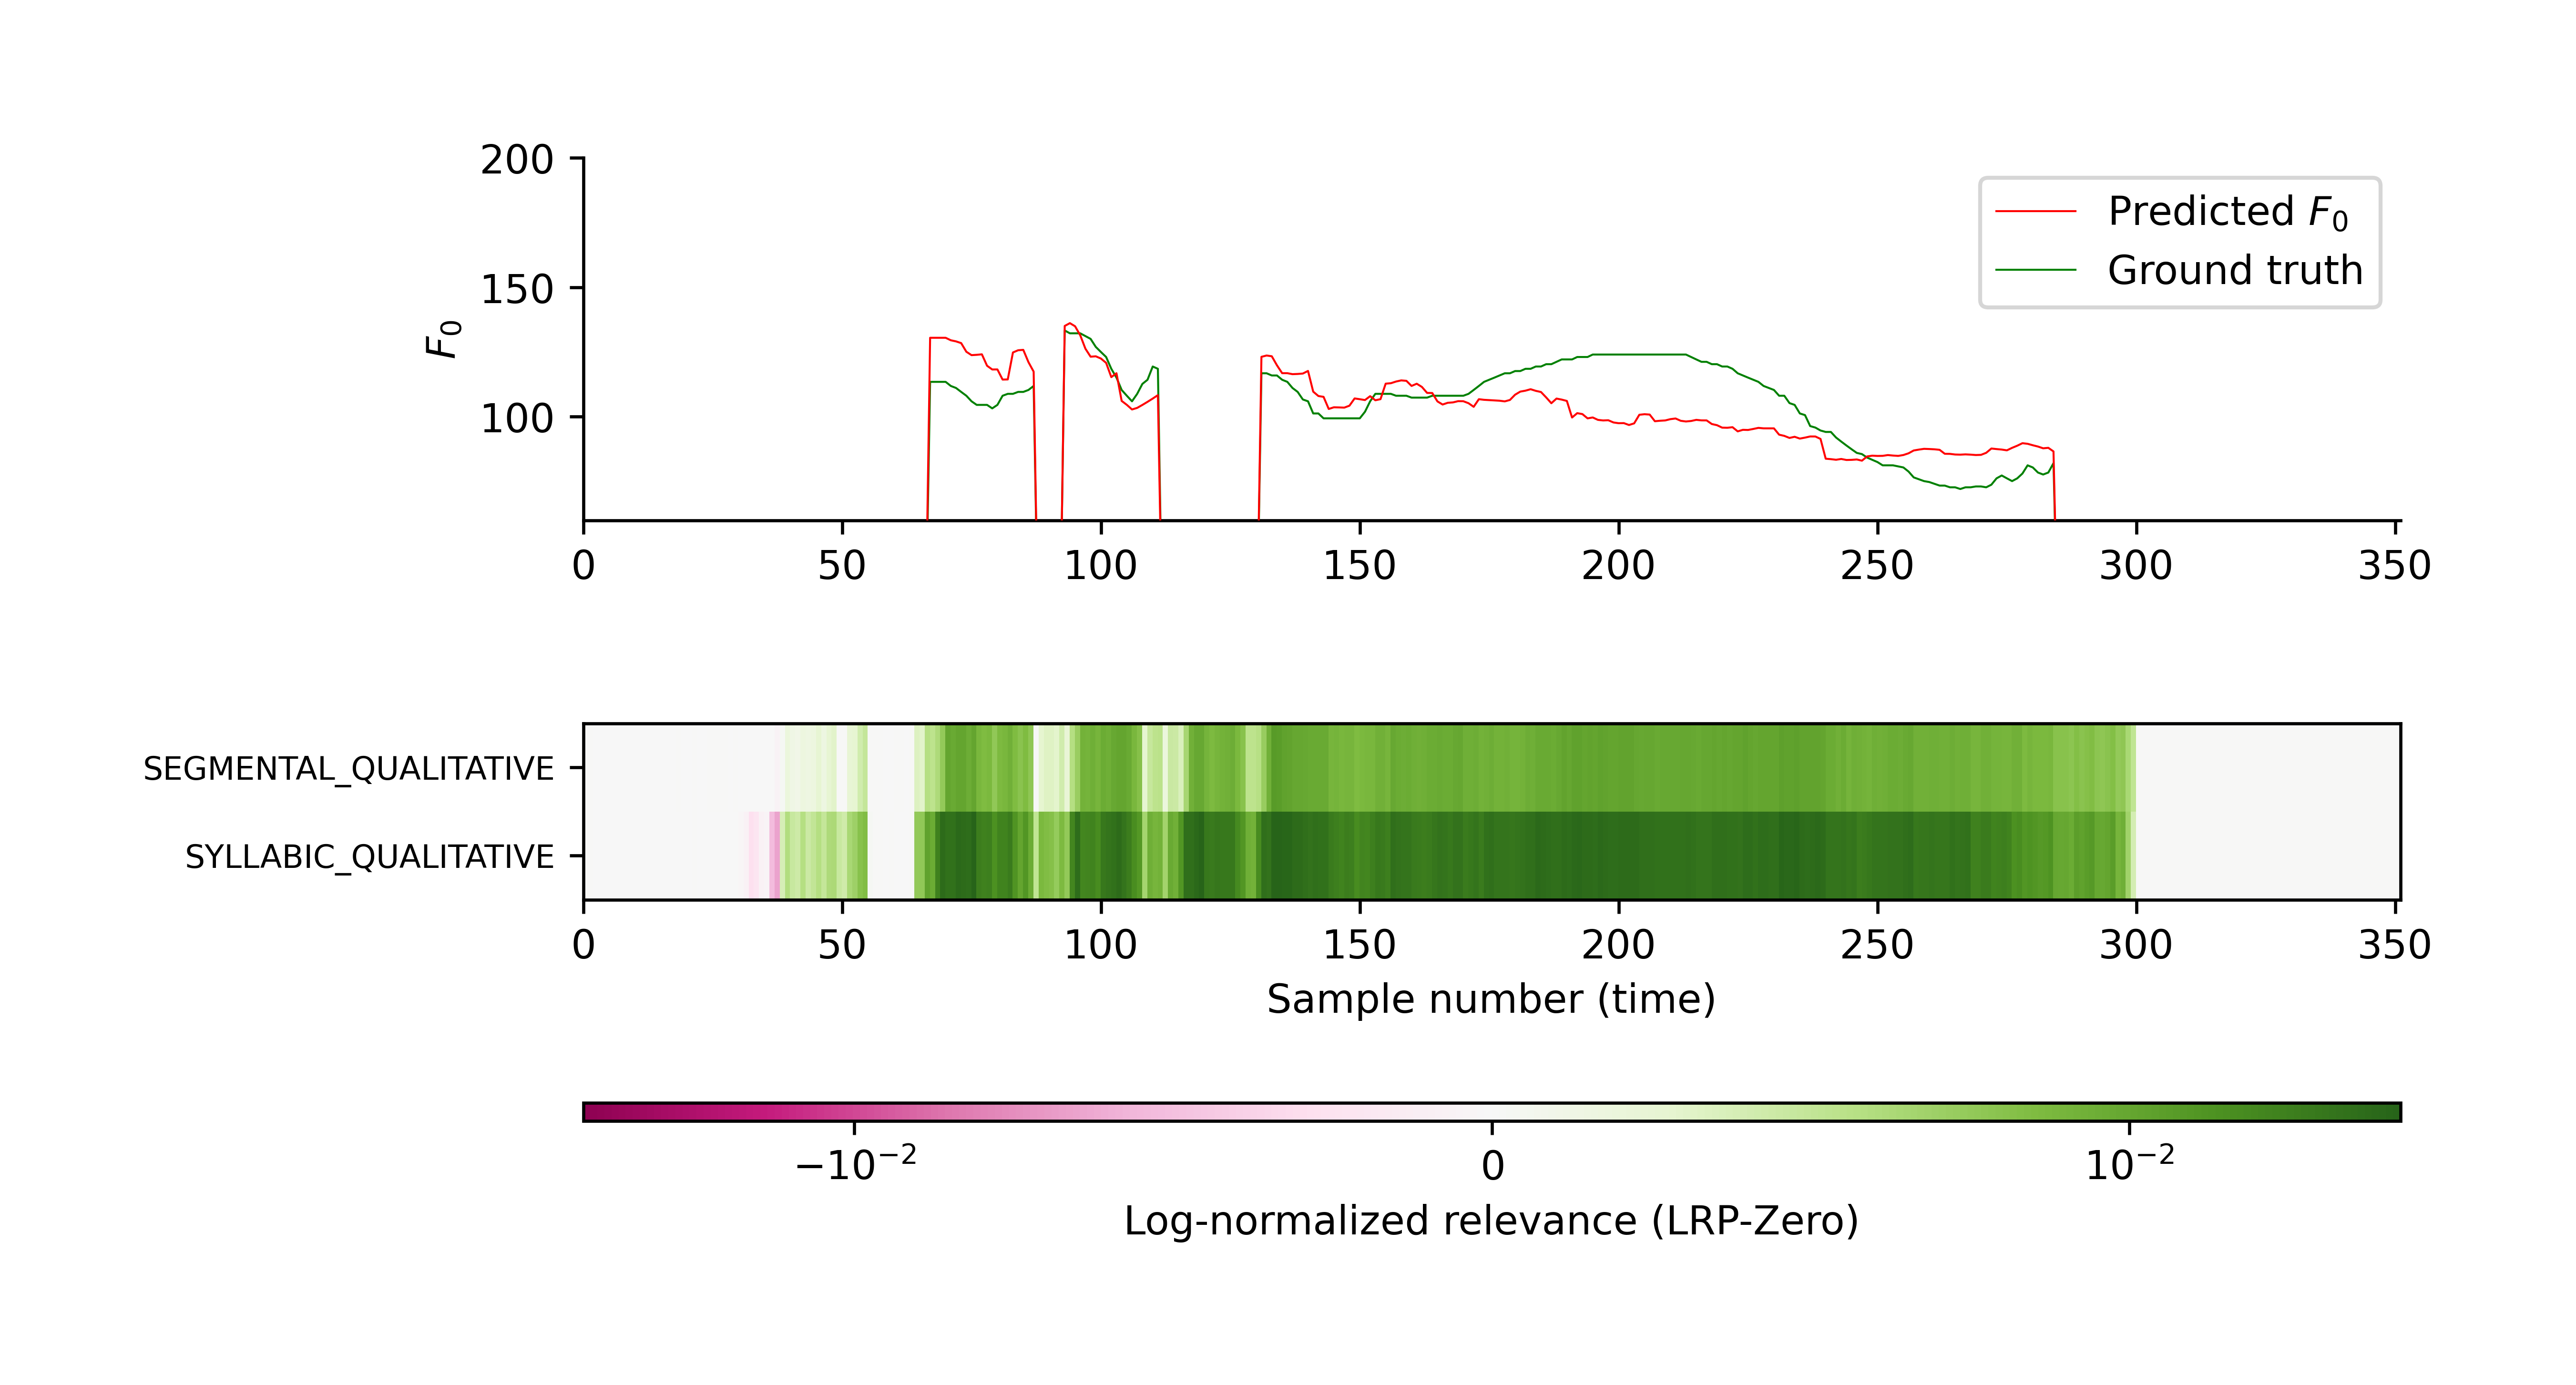 200
150
100
F₀
Predicted F₀
Ground truth
0 50 100 150 200 250 300 350
SEGMENTAL_QUALITATIVE
SYLLABIC_QUALITATIVE
0 50 100 150 200 250 300 350
Sample number (time)
−10⁻² 0 10⁻²
Log-normalized relevance (LRP-Zero)